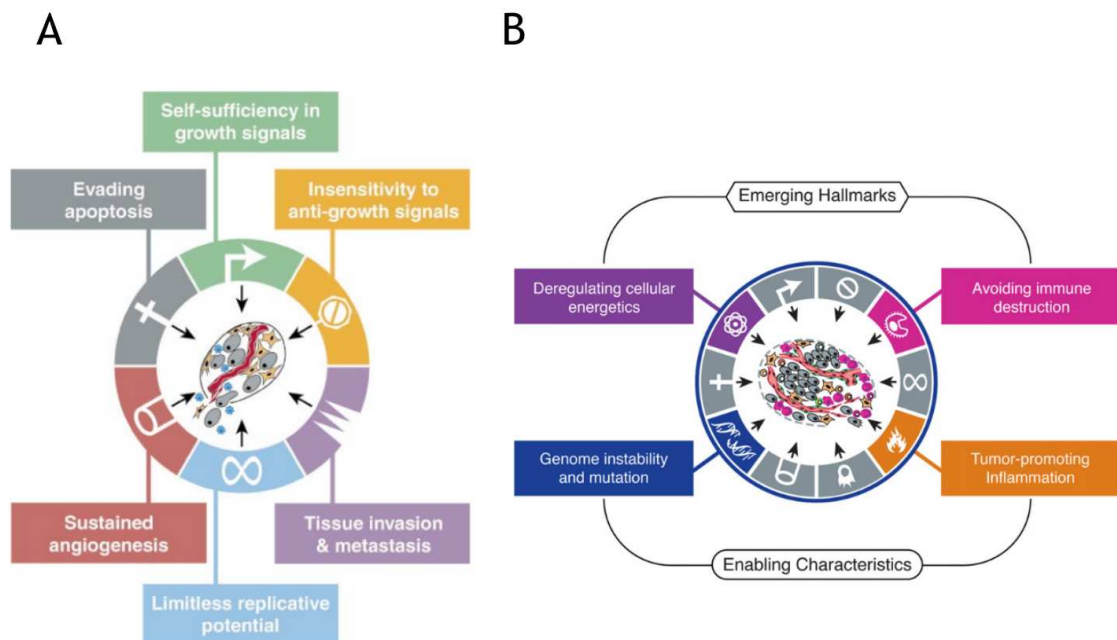 A
B
Self-sufficiency in
growth signals
Evading
apoptosis
Insensitivity to
anti-growth signals
Sustained
angiogenesis
Tissue invasion
& metastasis
Limitless replicative
potential
Emerging Hallmarks
Deregulating cellular
energetics
Avoiding immune
destruction
Genome instability
and mutation
Tumor-promoting
Inflammation
Enabling Characteristics